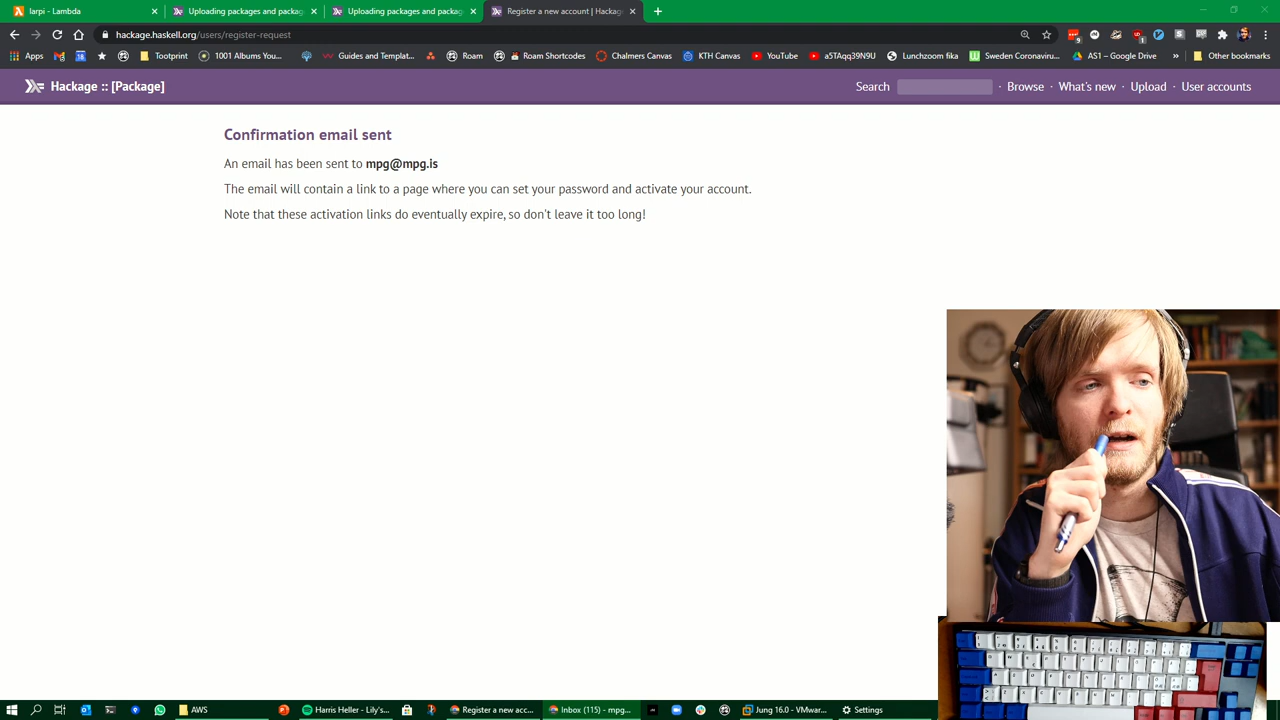 larpi - Lambda
Uploading packages and packag
Uploading packages and packag
Register a new account | Hackag
hackage.haskell.org/users/register-request
Apps
Tootprint
1001 Albums You...
Guides and Templat...
Roam
Roam Shortcodes
Chalmers Canvas
KTH Canvas
YouTube
a5TAqq39N9U
Lunchzoom fika
Sweden Coronaviru...
AS1 – Google Drive
»
Other bookmarks
Hackage :: [Package]
Search · Browse · What's new · Upload · User accounts
Confirmation email sent
An email has been sent to mpg@mpg.is
The email will contain a link to a page where you can set your password and activate your account.
Note that these activation links do eventually expire, so don't leave it too long!
AWS
Harris Heller - Lily's...
Register a new acc...
Inbox (115) - mpg...
Jung 16.0 - VMwar...
Settings